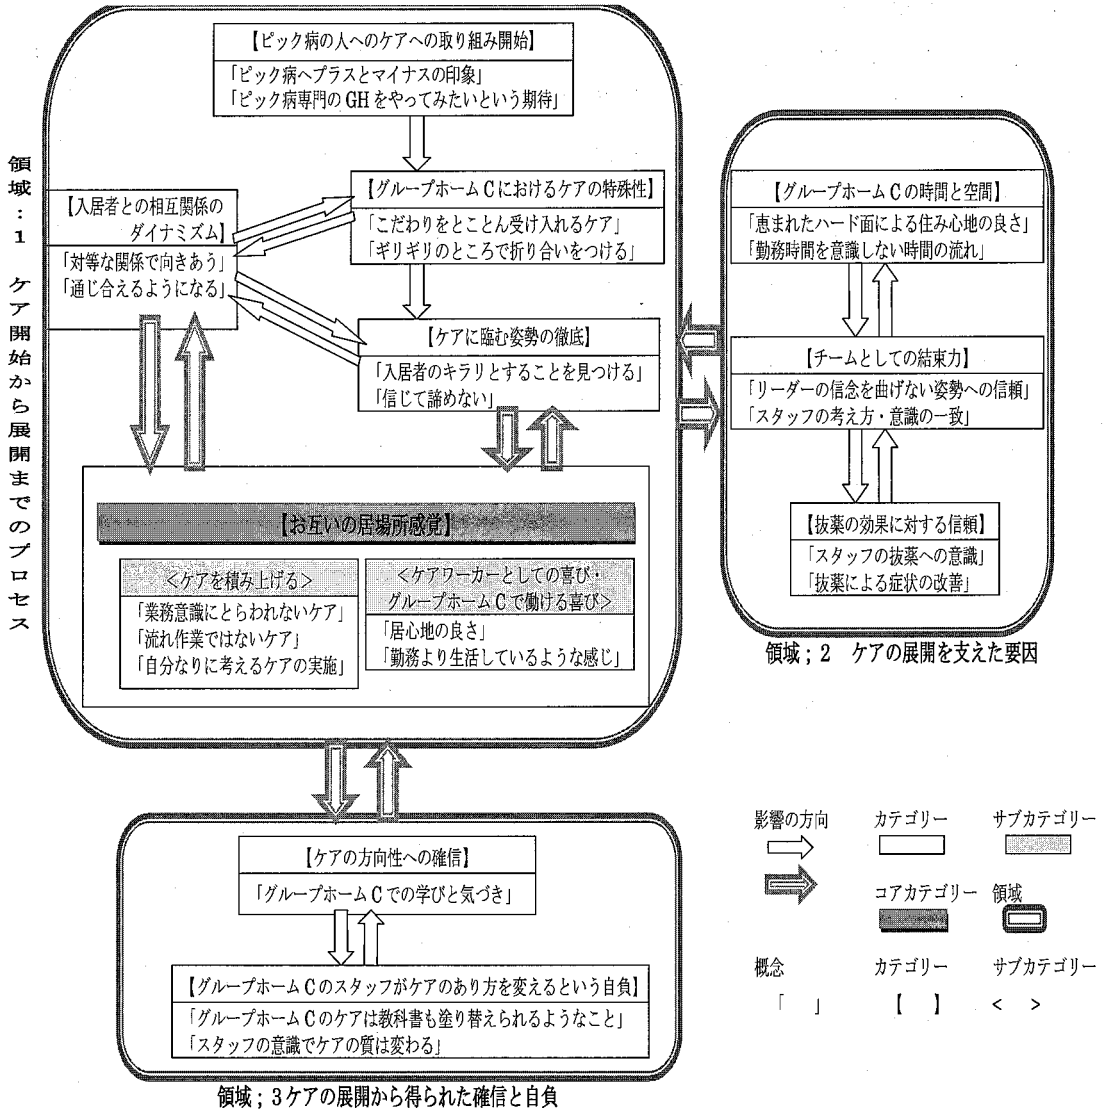 領域:1 ケア開始から展開までのプロセス
【ピック病の人へのケアへの取り組み開始】
「ピック病へプラスとマイナスの印象」
「ピック病専門のGHをやってみたいという期待」
【入居者との相互関係の
ダイナミズム】
「対等な関係で向きあう」
「通じ合えるようになる」
【グループホームCにおけるケアの特殊性】
「こだわりをとことん受け入れるケア」
「ギリギリのところで折り合いをつける」
【ケアに臨む姿勢の徹底】
「入居者のキラリとすることを見つける」
「信じて諦めない」
【お互いの居場所感覚】
<ケアを積み上げる>
「業務意識にとらわれないケア」
「流れ作業ではないケア」
「自分なりに考えるケアの実施」
<ケアワーカーとしての喜び・
グループホームCで働ける喜び>
「居心地の良さ」
「勤務より生活しているような感じ」
【グループホームCの時間と空間】
「恵まれたハード面による住み心地の良さ」
「勤務時間を意識しない時間の流れ」
【チームとしての結束力】
「リーダーの信念を曲げない姿勢への信頼」
「スタッフの考え方・意識の一致」
【抜薬の効果に対する信頼】
「スタッフの抜薬への意識」
「抜薬による症状の改善」
領域;2 ケアの展開を支えた要因
【ケアの方向性への確信】
「グループホームCでの学びと気づき」
【グループホームCのスタッフがケアのあり方を変えるという自負】
「グループホームCのケアは教科書も塗り替えられるようなこと」
「スタッフの意識でケアの質は変わる」
領域;3ケアの展開から得られた確信と自負
影響の方向 カテゴリー サブカテゴリー
コアカテゴリー 領域
概念 カテゴリー サブカテゴリー
「 」 【 】 < >